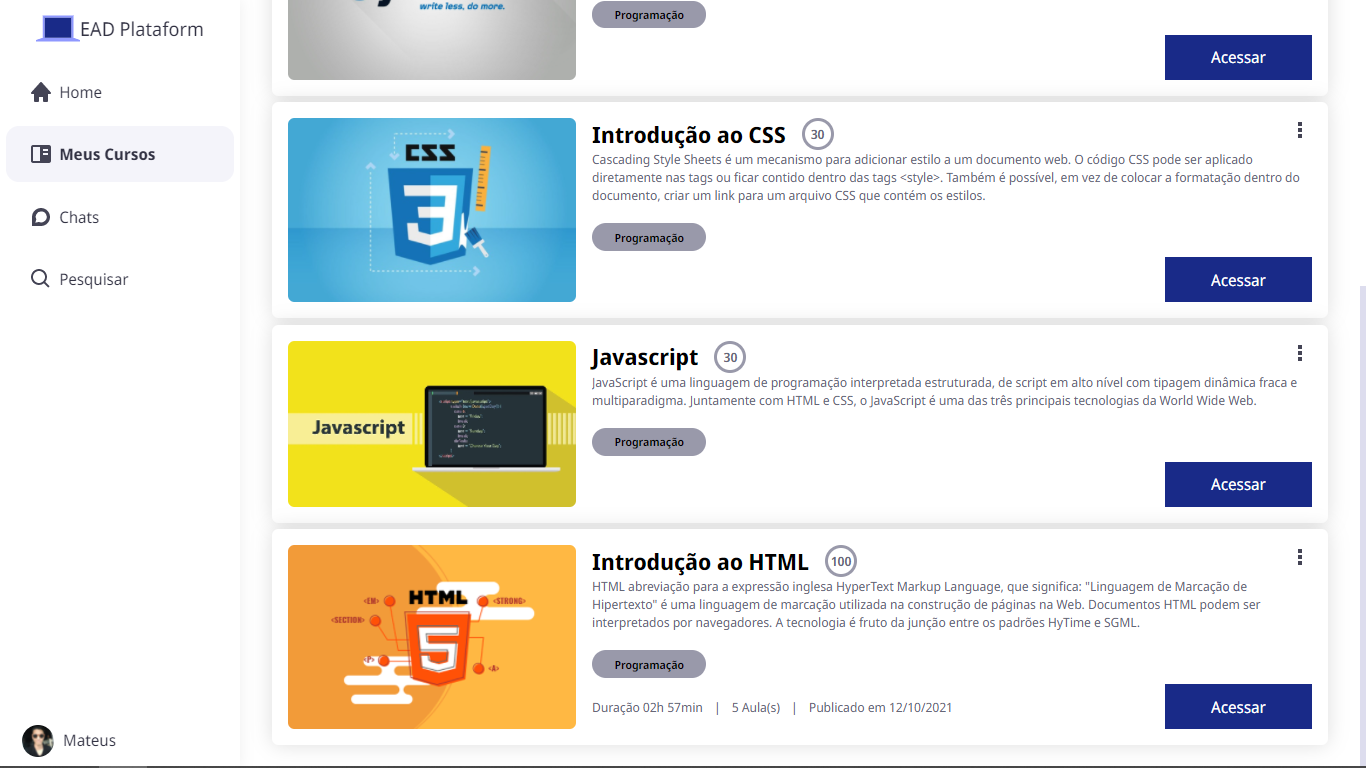 EAD Plataform
Home
Meus Cursos
Chats
Pesquisar
Mateus
write less, do more.
Programação
Acessar
CSS
3
Introdução ao CSS
30
Cascading Style Sheets é um mecanismo para adicionar estilo a um documento web. O código CSS pode ser aplicado
diretamente nas tags ou ficar contido dentro das tags <style>. Também é possível, em vez de colocar a formatação dentro do
documento, criar um link para um arquivo CSS que contém os estilos.
Programação
Acessar
Javascript
Javascript
30
JavaScript é uma linguagem de programação interpretada estruturada, de script em alto nível com tipagem dinâmica fraca e
multiparadigma. Juntamente com HTML e CSS, o JavaScript é uma das três principais tecnologias da World Wide Web.
Programação
Acessar
HTML
<EM>
<STRONG>
<SECTION>
5
<P>
<A>
Introdução ao HTML
100
HTML abreviação para a expressão inglesa HyperText Markup Language, que significa: "Linguagem de Marcação de
Hipertexto" é uma linguagem de marcação utilizada na construção de páginas na Web. Documentos HTML podem ser
interpretados por navegadores. A tecnologia é fruto da junção entre os padrões HyTime e SGML.
Programação
Duração 02h 57min | 5 Aula(s) | Publicado em 12/10/2021
Acessar